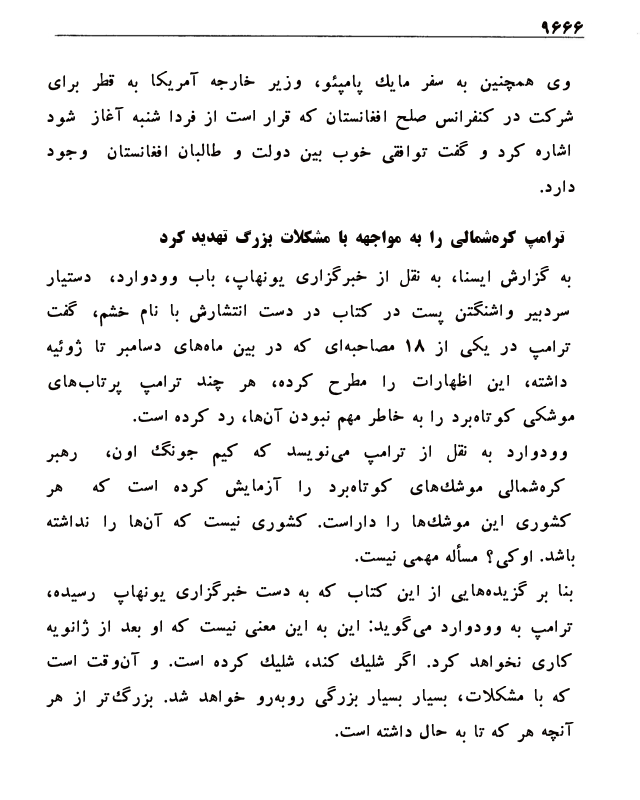 ۹۶۶۶
وی همچنین به سفر مایك پامپئو، وزیر خارجه آمریکا به قطر برای
شرکت در کنفرانس صلح افغانستان که قرار است از فردا شنبه آغاز شود
اشاره کرد و گفت توافقی خوب بین دولت و طالبان افغانستان وجود
دارد.
ترامپ کره‌شمالی را به مواجهه با مشکلات بزرگ تهدید کرد
به گزارش ایسنا، به نقل از خبرگزاری یونهاپ، باب وودوارد، دستیار
سردبیر واشنگتن پست در کتاب در دست انتشارش با نام خشم، گفت
ترامپ در یکی از ۱۸ مصاحبه‌ای که در بین ماه‌های دسامبر تا ژوئیه
داشته، این اظهارات را مطرح کرده، هر چند ترامپ پرتاب‌های
موشکی کوتاه‌برد را به خاطر مهم نبودن آن‌ها، رد کرده است.
وودوارد به نقل از ترامپ می‌نویسد که کیم جونگ اون، رهبر
کره‌شمالی موشك‌های کوتاه‌برد را آزمایش کرده است که هر
کشوری این موشك‌ها را داراست. کشوری نیست که آن‌ها را نداشته
باشد. اوکی؟ مسأله مهمی نیست.
بنا بر گزیده‌هایی از این کتاب که به دست خبرگزاری یونهاپ رسیده،
ترامپ به وودوارد می‌گوید: این به این معنی نیست که او بعد از ژانویه
کاری نخواهد کرد. اگر شلیك کند، شلیك کرده است. و آن‌وقت است
که با مشکلات، بسیار بسیار بزرگی روبه‌رو خواهد شد. بزرگ‌تر از هر
آنچه هر که تا به حال داشته است.